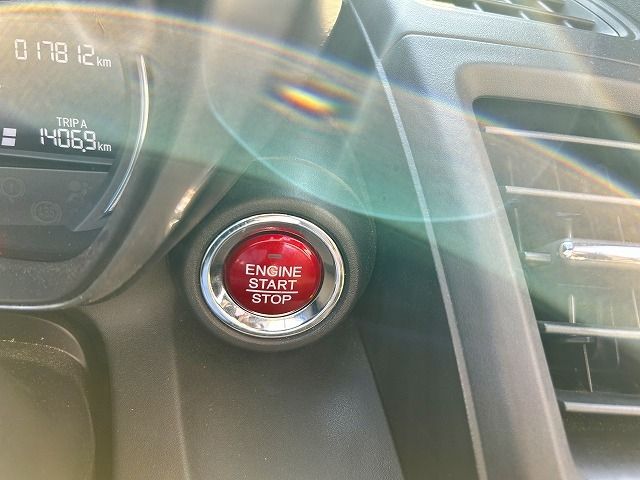 017812 km
TRIP A
1406.9 km
ENGINE
START
STOP